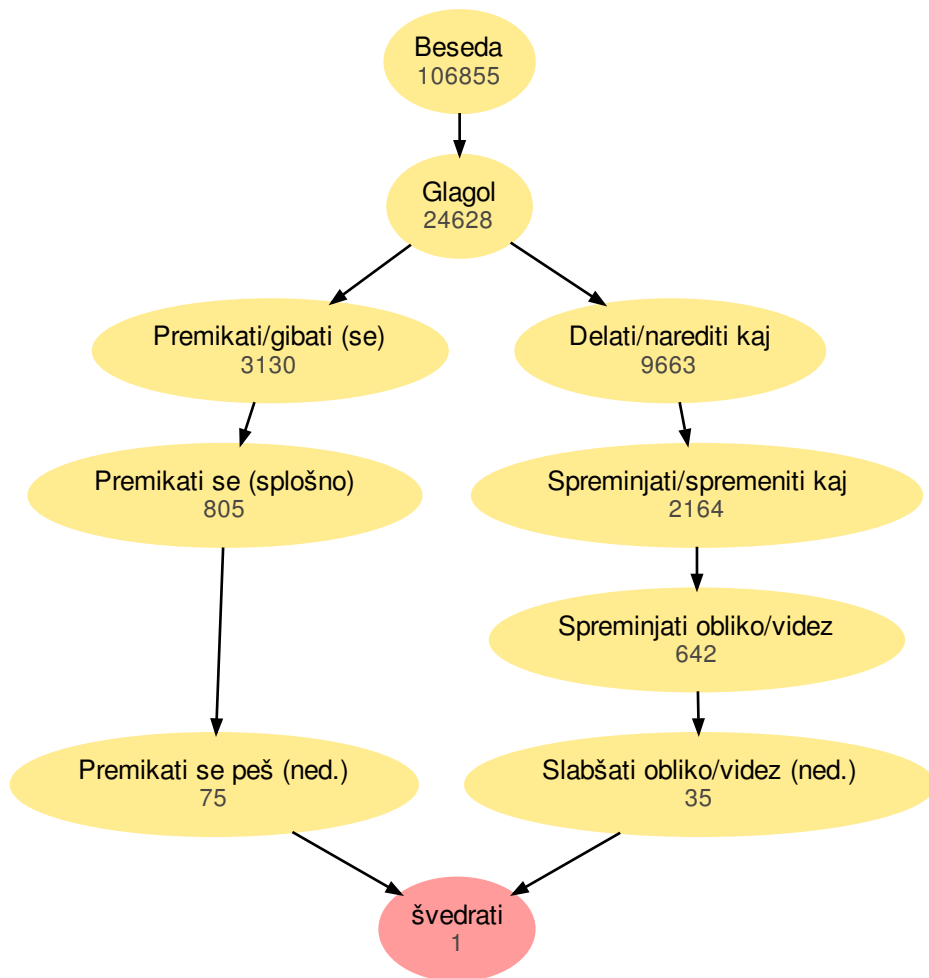 Beseda
106855
Glagol
24628
Premikati/gibati (se)
3130
Delati/narediti kaj
9663
Premikati se (splošno)
805
Spreminjati/spremeniti kaj
2164
Spreminjati obliko/videz
642
Premikati se peš (ned.)
75
Slabšati obliko/videz (ned.)
35
švedrati
1